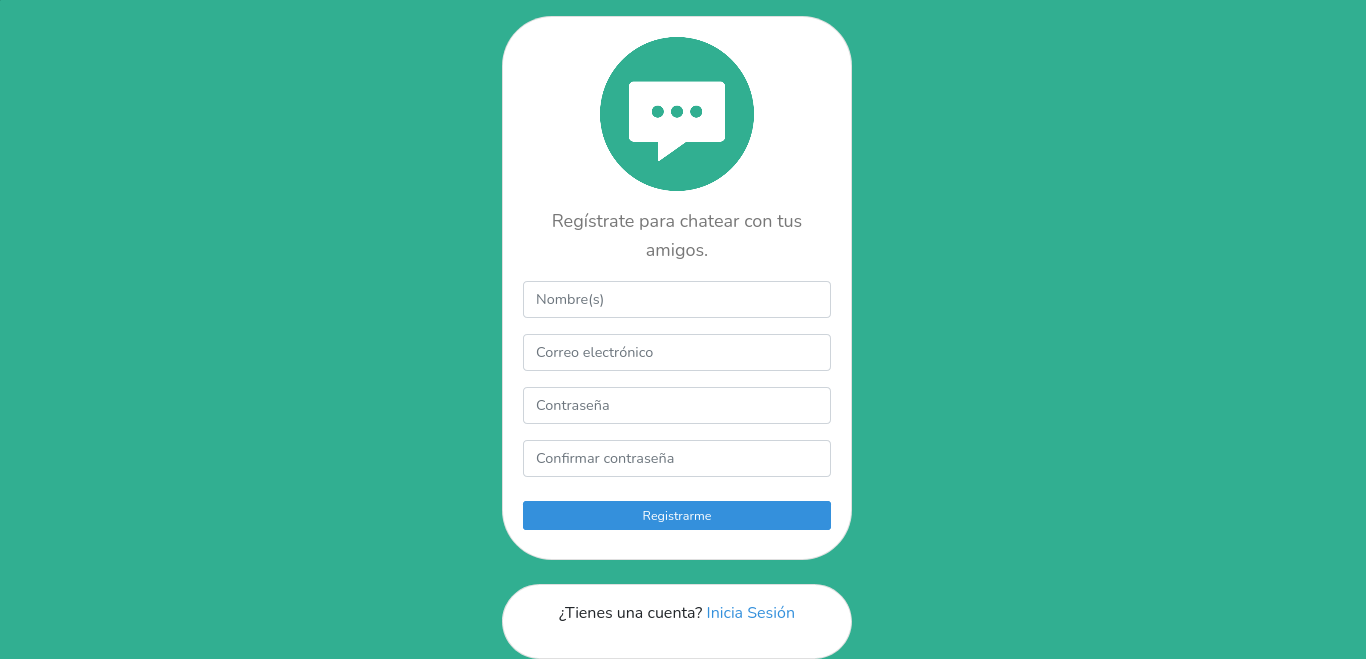 Regístrate para chatear con tus
amigos.
Nombre(s)
Correo electrónico
Contraseña
Confirmar contraseña
Registrarme
¿Tienes una cuenta? Inicia Sesión